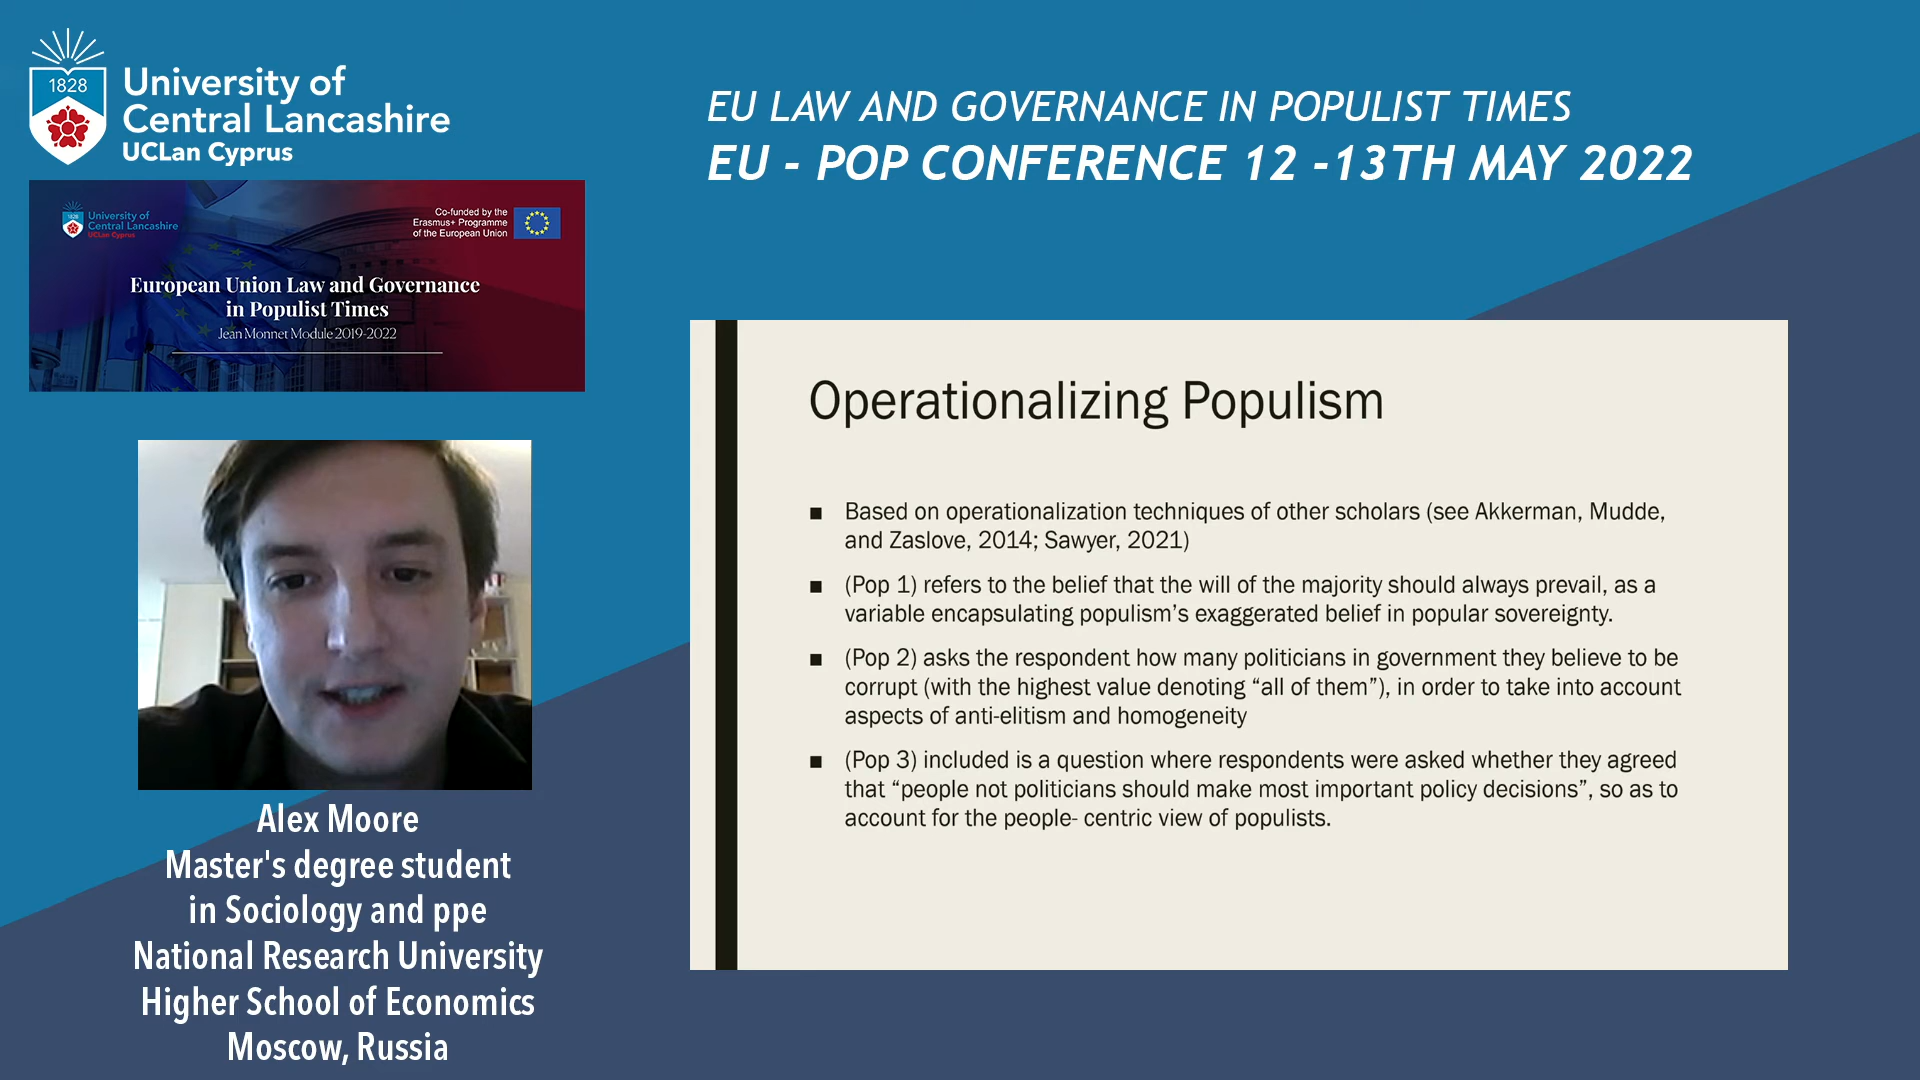 1828
University of
Central Lancashire
UCLan Cyprus
EU LAW AND GOVERNANCE IN POPULIST TIMES
EU - POP CONFERENCE 12 -13TH MAY 2022
1828
University of
Central Lancashire
UCLan Cyprus
Co-funded by the
Erasmus+ Programme
of the European Union
European Union Law and Governance
in Populist Times
Jean Monnet Module 2019-2022
Alex Moore
Master's degree student
in Sociology and ppe
National Research University
Higher School of Economics
Moscow, Russia
Operationalizing Populism
■ Based on operationalization techniques of other scholars (see Akkerman, Mudde,
and Zaslove, 2014; Sawyer, 2021)
■ (Pop 1) refers to the belief that the will of the majority should always prevail, as a
variable encapsulating populism’s exaggerated belief in popular sovereignty.
■ (Pop 2) asks the respondent how many politicians in government they believe to be
corrupt (with the highest value denoting “all of them”), in order to take into account
aspects of anti-elitism and homogeneity
■ (Pop 3) included is a question where respondents were asked whether they agreed
that “people not politicians should make most important policy decisions”, so as to
account for the people- centric view of populists.